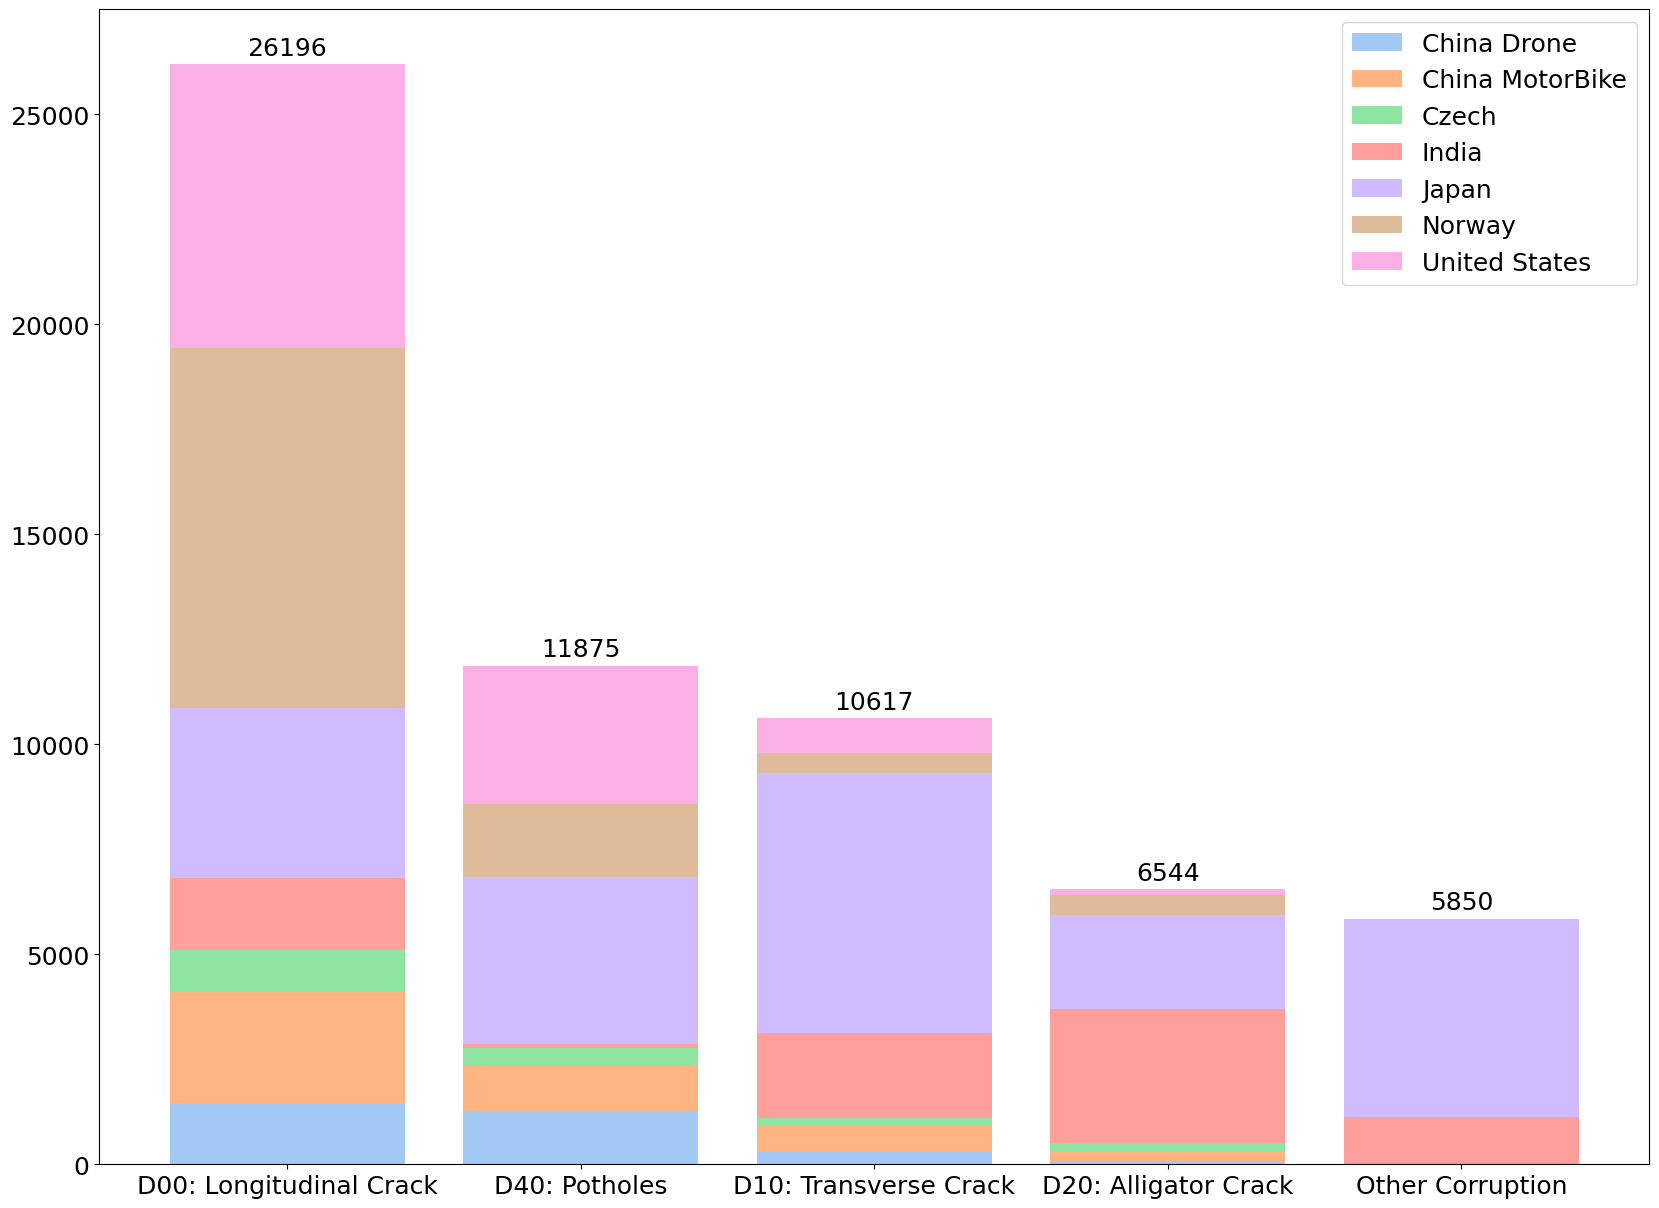 26196
11875
10617
6544
5850
25000
20000
15000
10000
5000
0
D00: Longitudinal Crack
D40: Potholes
D10: Transverse Crack
D20: Alligator Crack
Other Corruption
China Drone
China MotorBike
Czech
India
Japan
Norway
United States